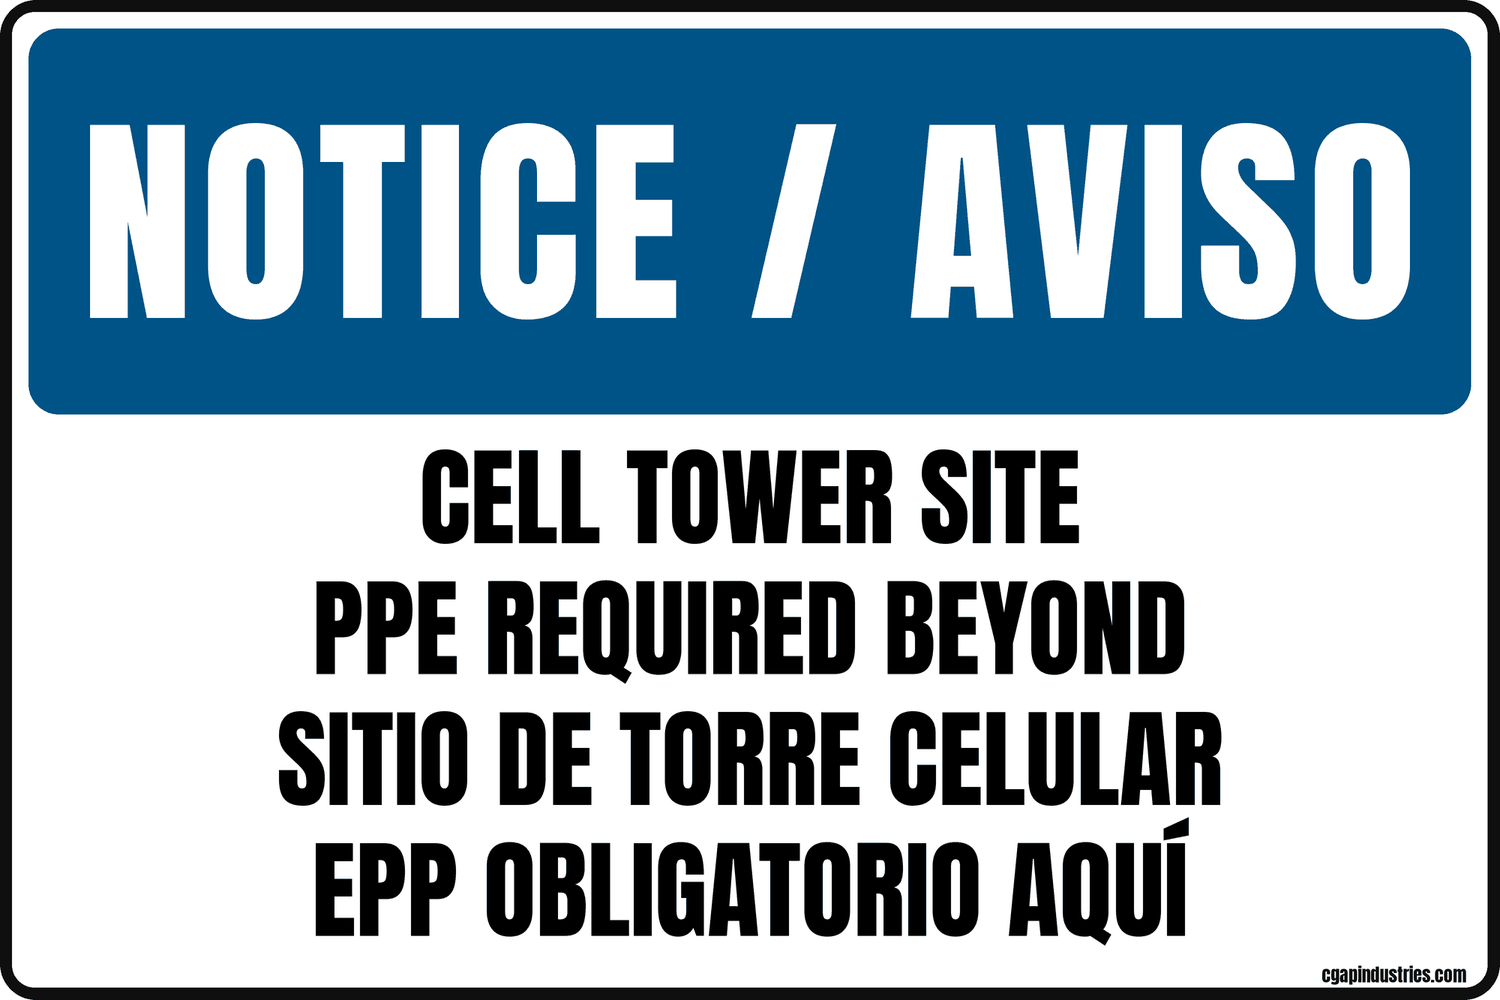 NOTICE / AVISO
CELL TOWER SITE
PPE REQUIRED BEYOND
SITIO DE TORRE CELULAR
EPP OBLIGATORIO AQUÍ
cgapindustries.com